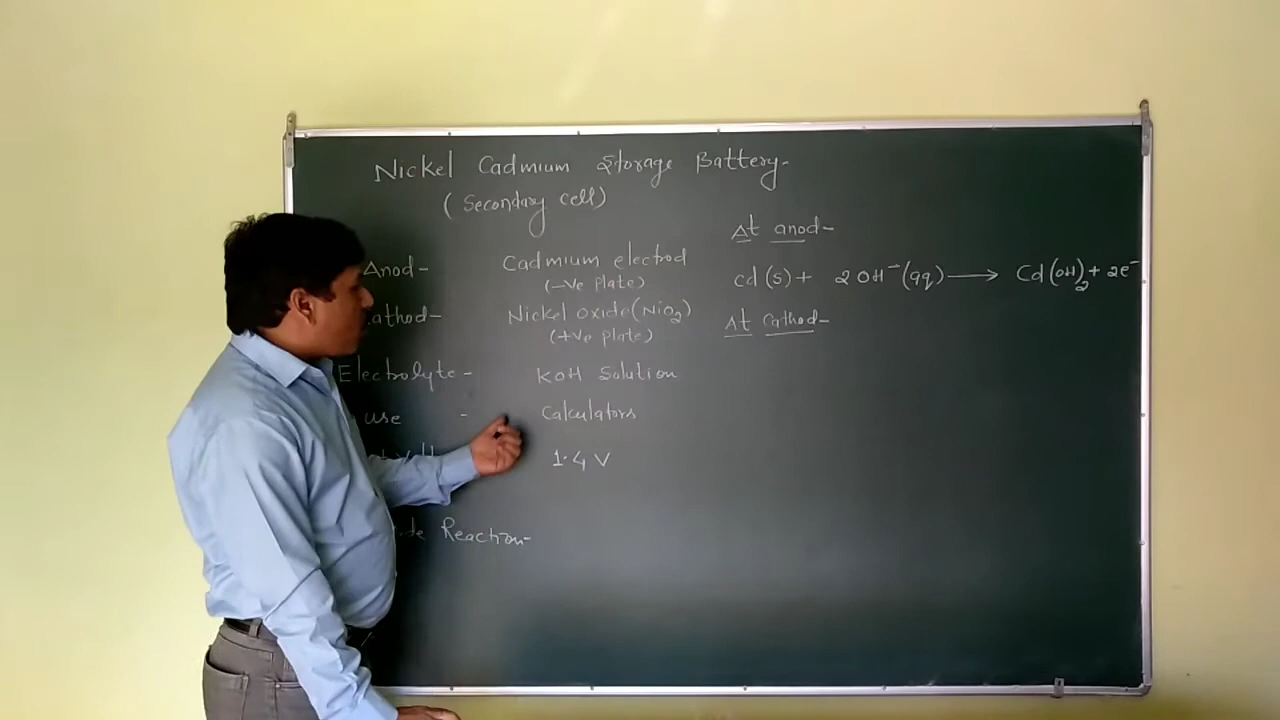 Nickel Cadmium Storage Battery-
(Secondary cell)
Anod- Cadmium electrod
(-ve plate)
Nickel oxide(NiO₂)
(+ve plate)
Electrolyte - KOH Solution
use - Calculators
1.4 V
Reaction-
At anod-
cd(s) + 2OH⁻(aq) ⟶ Cd(OH)₂ + 2e⁻
At Cathod-